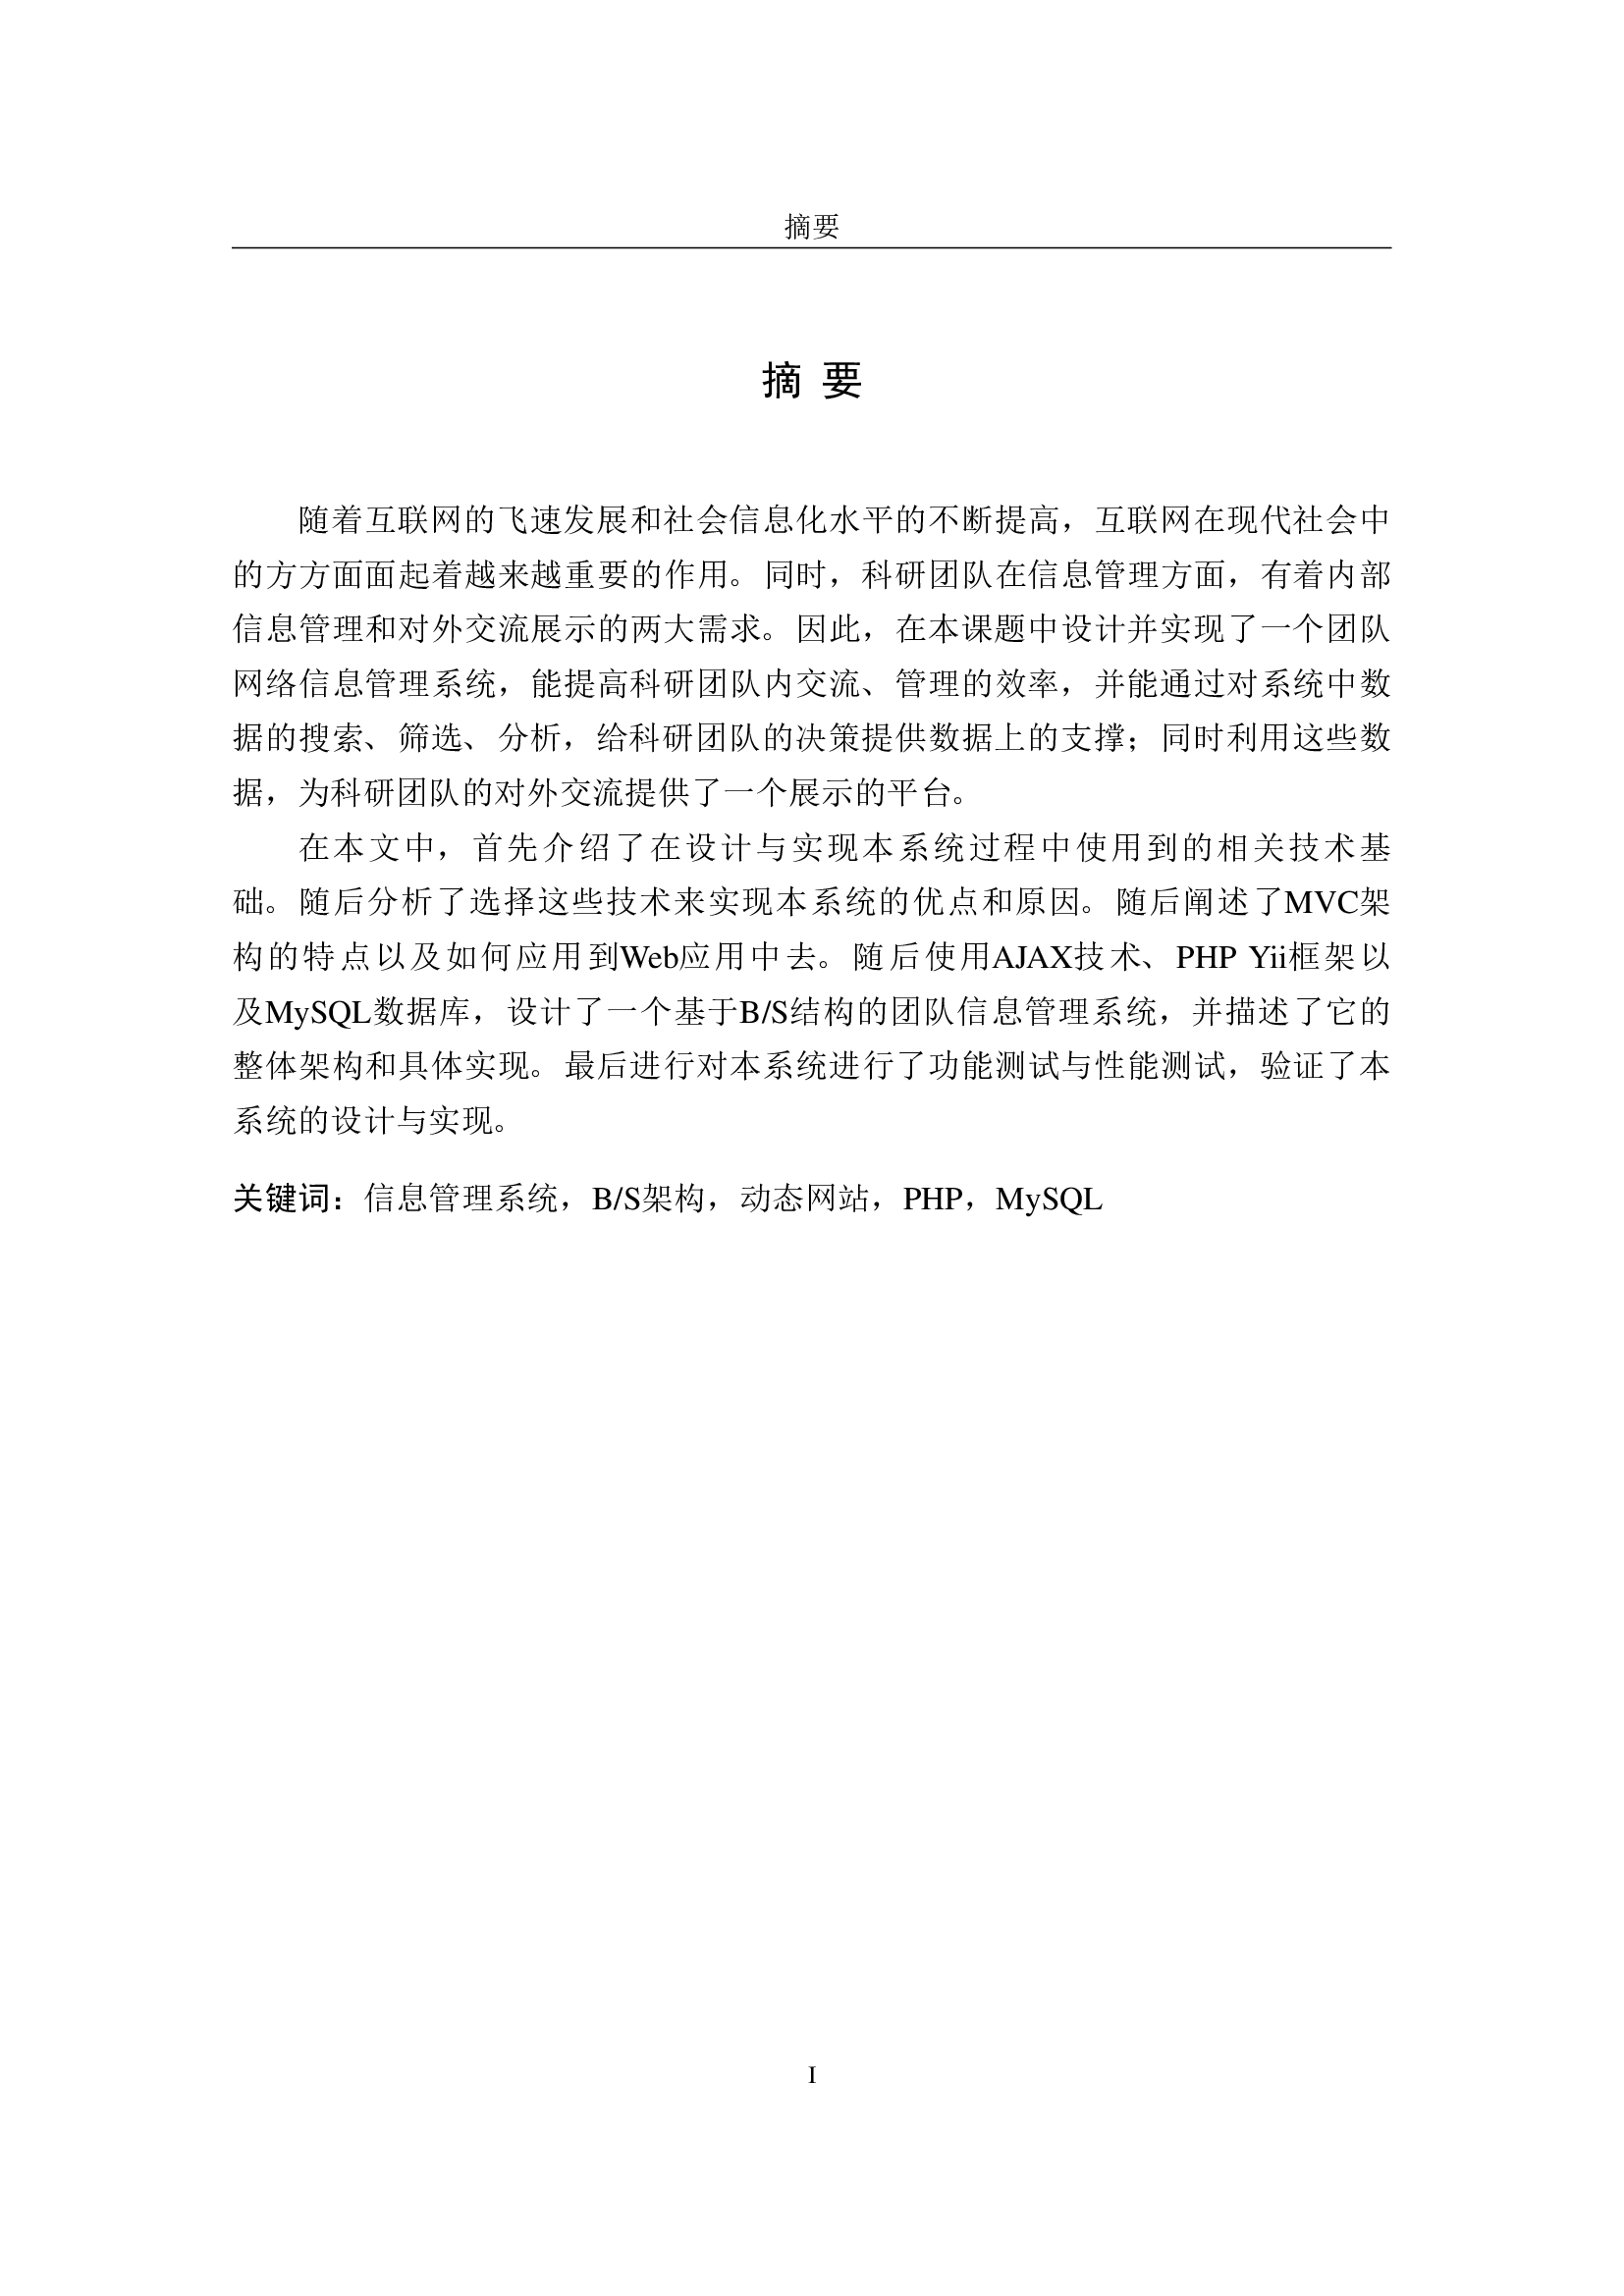 摘要
摘 要
随着互联网的飞速发展和社会信息化水平的不断提高，互联网在现代社会中
的方方面面起着越来越重要的作用。同时，科研团队在信息管理方面，有着内部
信息管理和对外交流展示的两大需求。因此，在本课题中设计并实现了一个团队
网络信息管理系统，能提高科研团队内交流、管理的效率，并能通过对系统中数
据的搜索、筛选、分析，给科研团队的决策提供数据上的支撑；同时利用这些数
据，为科研团队的对外交流提供了一个展示的平台。
在本文中，首先介绍了在设计与实现本系统过程中使用到的相关技术基
础。随后分析了选择这些技术来实现本系统的优点和原因。随后阐述了MVC架
构的特点以及如何应用到Web应用中去。随后使用AJAX技术、PHP Yii框架以
及MySQL数据库，设计了一个基于B/S结构的团队信息管理系统，并描述了它的
整体架构和具体实现。最后进行对本系统进行了功能测试与性能测试，验证了本
系统的设计与实现。
关键词：信息管理系统，B/S架构，动态网站，PHP，MySQL
I